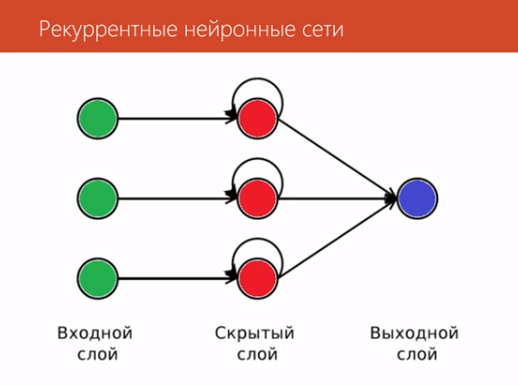 Рекуррентные нейронные сети
Входной Скрытый Выходной
слой слой слой